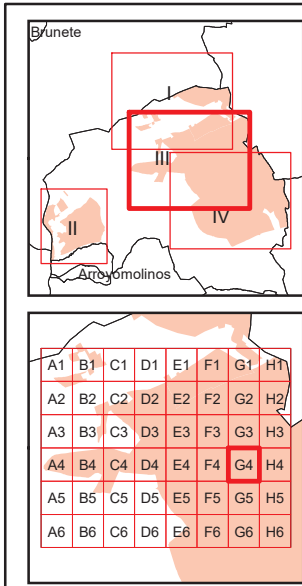 Brunete
I
III
IV
II
Arroyomolinos
A1 B1 C1 D1 E1 F1 G1 H1
A2 B2 C2 D2 E2 F2 G2 H2
A3 B3 C3 D3 E3 F3 G3 H3
A4 B4 C4 D4 E4 F4 G4 H4
A5 B5 C5 D5 E5 F5 G5 H5
A6 B6 C6 D6 E6 F6 G6 H6